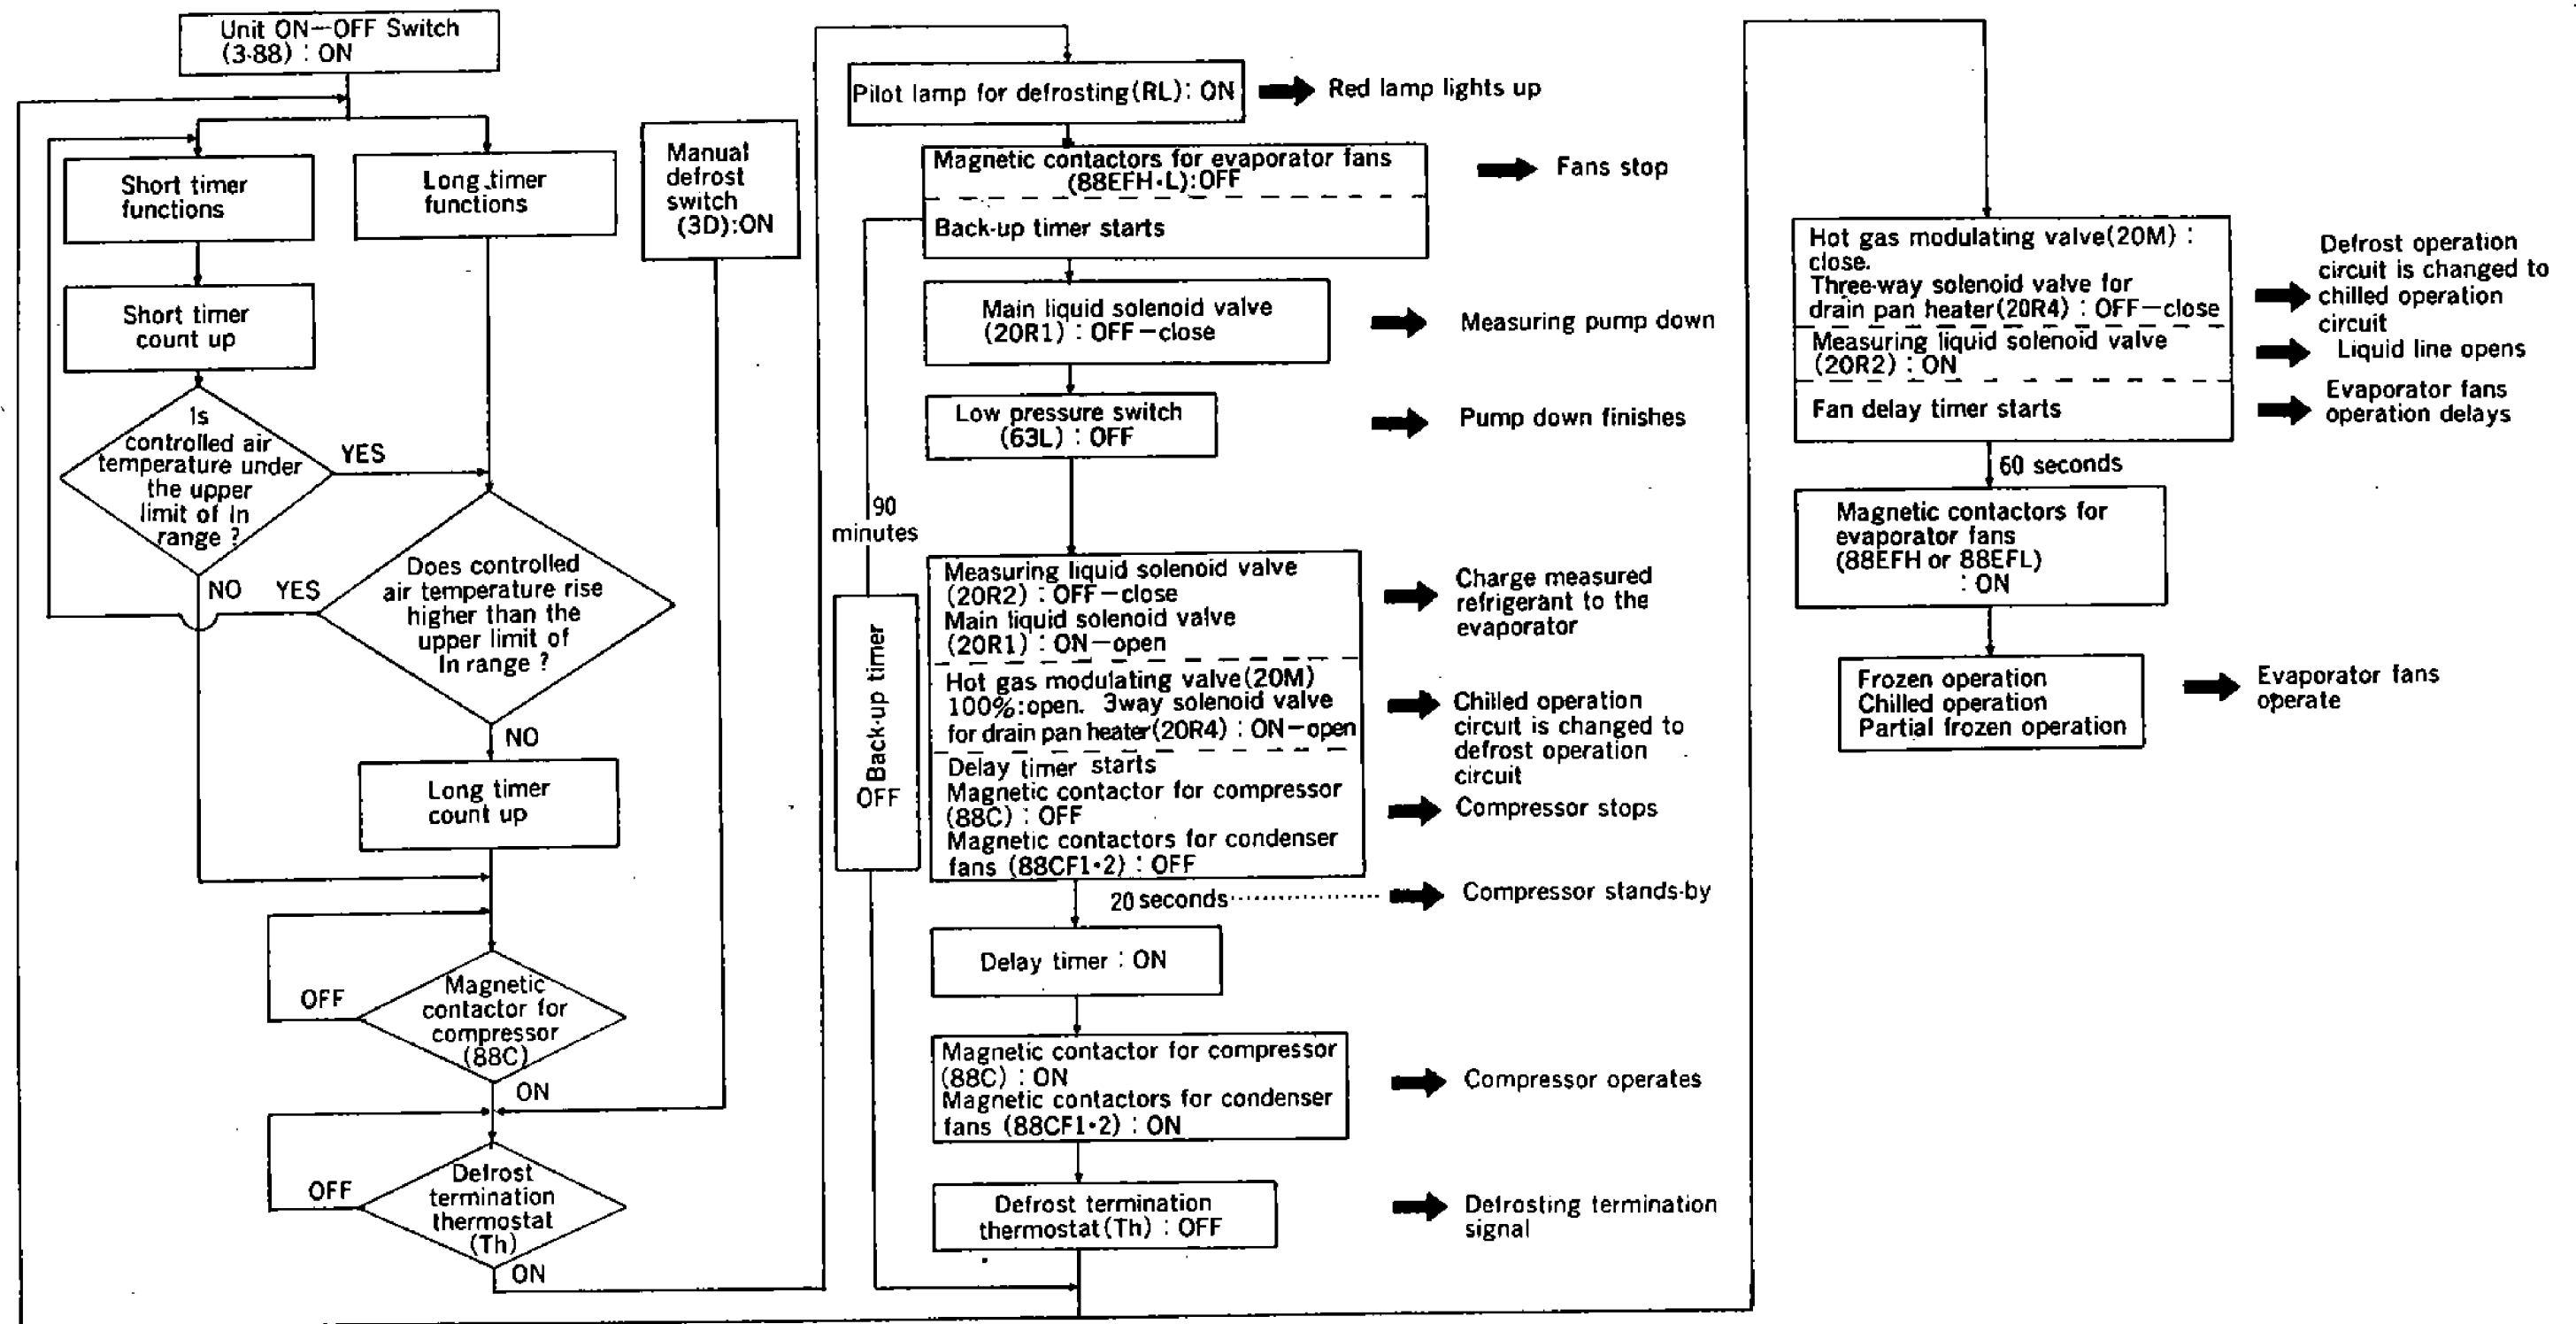 Unit ON—OFF Switch
(3·88) : ON
Short timer
functions
Long timer
functions
Manual
defrost
switch
(3D):ON
Short timer
count up
Is
controlled air
temperature under
the upper
limit of In
range ?
YES
NO
YES
Does controlled
air temperature rise
higher than the
upper limit of
In range ?
NO
Long timer
count up
Magnetic
contactor for
compressor
(88C)
OFF
ON
Defrost
termination
thermostat
(Th)
OFF
ON
Pilot lamp for defrosting(RL): ON
Red lamp lights up
Magnetic contactors for evaporator fans
(88EFH·L):OFF
Fans stop
Back-up timer starts
Main liquid solenoid valve
(20R1) : OFF—close
Measuring pump down
Low pressure switch
(63L) : OFF
Pump down finishes
90
minutes
Back-up timer
OFF
Measuring liquid solenoid valve
(20R2) : OFF—close
Main liquid solenoid valve
(20R1) : ON—open
Charge measured
refrigerant to the
evaporator
Hot gas modulating valve(20M)
100%:open. 3way solenoid valve
for drain pan heater(20R4) : ON—open
Chilled operation
circuit is changed to
defrost operation
circuit
Delay timer starts
Magnetic contactor for compressor
(88C) : OFF
Magnetic contactors for condenser
fans (88CF1·2) : OFF
Compressor stops
20 seconds
Compressor stands-by
Delay timer : ON
Magnetic contactor for compressor
(88C) : ON
Magnetic contactors for condenser
fans (88CF1·2) : ON
Compressor operates
Defrost termination
thermostat(Th) : OFF
Defrosting termination
signal
Hot gas modulating valve(20M) :
close.
Three-way solenoid valve for
drain pan heater(20R4) : OFF—close
Defrost operation
circuit is changed to
chilled operation
circuit
Measuring liquid solenoid valve
(20R2) : ON
Liquid line opens
Fan delay timer starts
Evaporator fans
operation delays
60 seconds
Magnetic contactors for
evaporator fans
(88EFH or 88EFL)
: ON
Frozen operation
Chilled operation
Partial frozen operation
Evaporator fans
operate